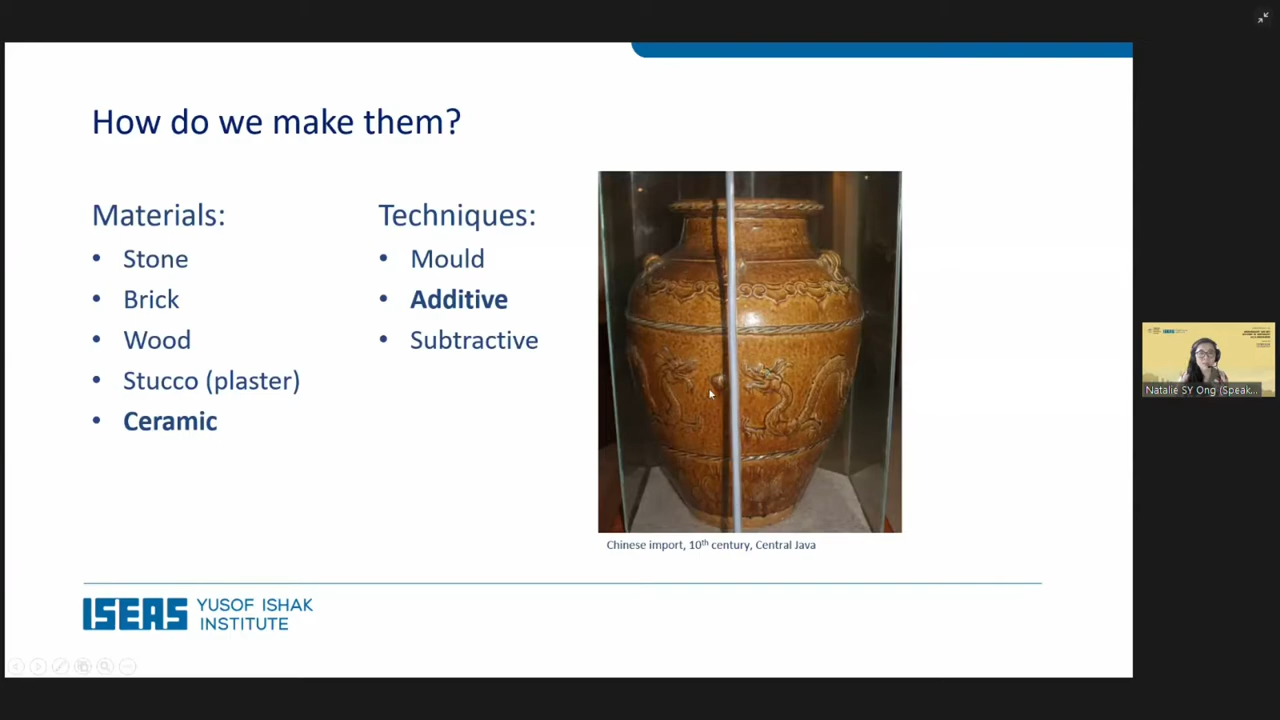 How do we make them?
Materials:
• Stone
• Brick
• Wood
• Stucco (plaster)
• Ceramic
Techniques:
• Mould
• Additive
• Subtractive
Chinese import, 10th century, Central Java
ISEAS YUSOF ISHAK
INSTITUTE
Natalie SY Ong (Speak...